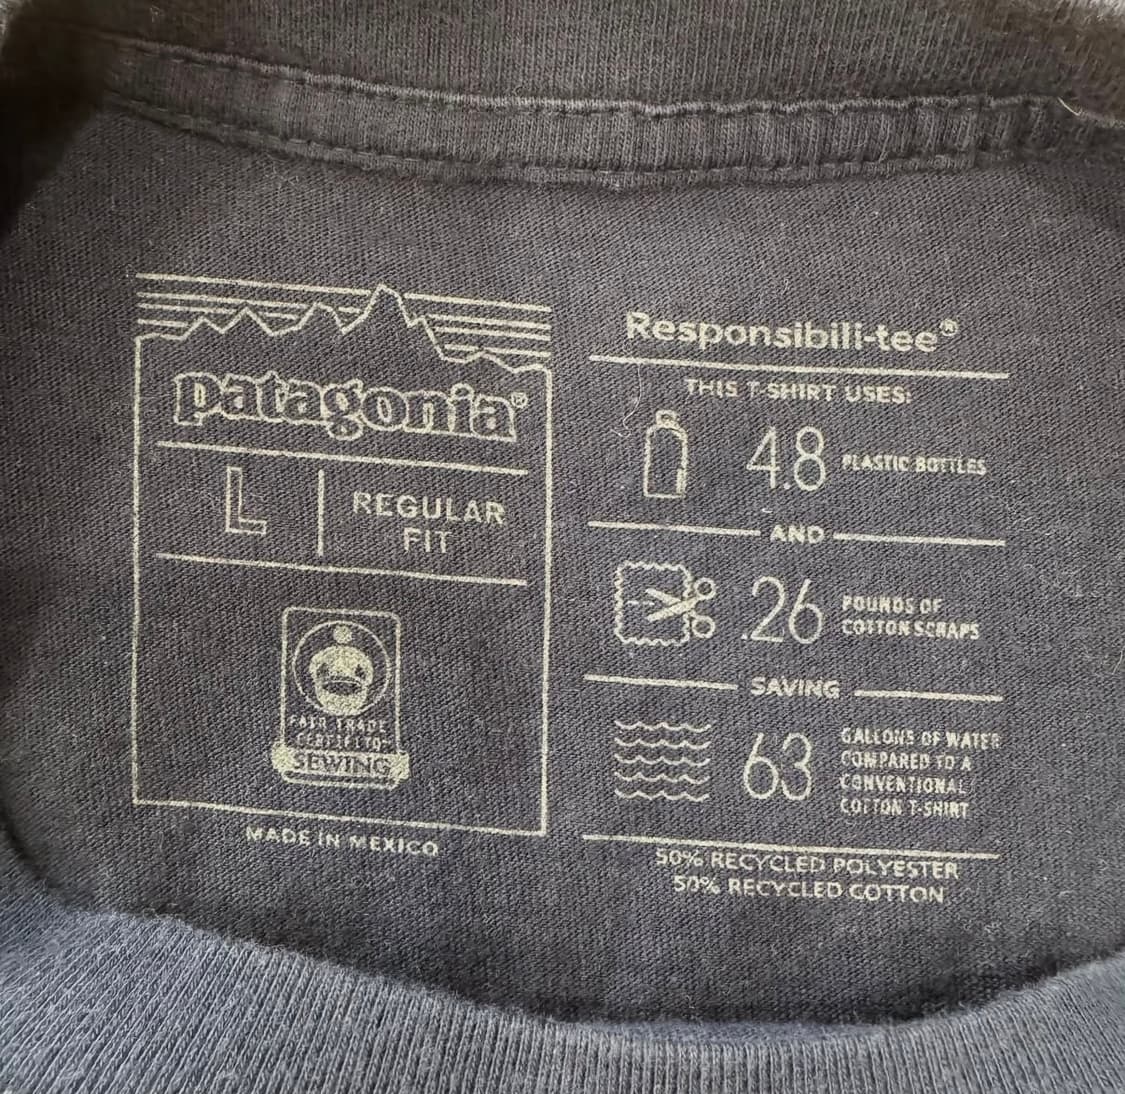 patagonia®
L
REGULAR
FIT
FAIR TRADE
CERTIFIED™
SEWING
MADE IN MEXICO
Responsibili-tee®
THIS T-SHIRT USES:
4.8 PLASTIC BOTTLES
AND
.26 POUNDS OF
COTTON SCRAPS
SAVING
63 GALLONS OF WATER
COMPARED TO A
CONVENTIONAL
COTTON T-SHIRT
50% RECYCLED POLYESTER
50% RECYCLED COTTON